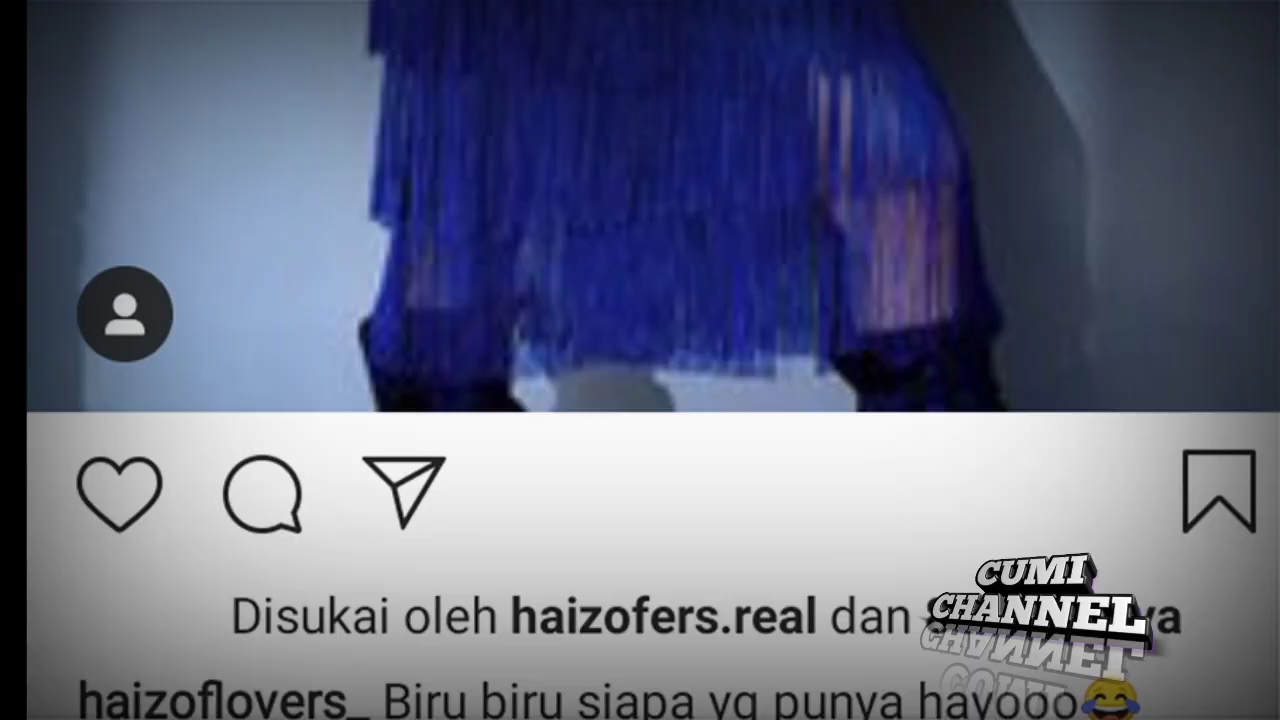 Disukai oleh haizofers.real dan
haizoflovers_ Biru biru siapa yg punya hayooo😂
CUMI
CHANNEL